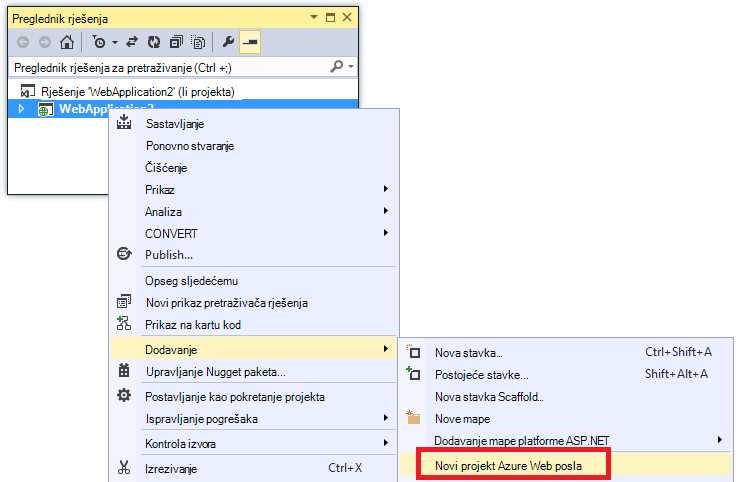 Preglednik rješenja
Preglednik rješenja za pretraživanje (Ctrl +;)
Rješenje 'WebApplication2' (Ii projekta)
WebApplication2
Sastavljanje
Ponovno stvaranje
Čišćenje
Prikaz
Analiza
CONVERT
Publish...
Opseg sljedećemu
Novi prikaz pretraživača rješenja
Prikaz na kartu kod
Dodavanje
Upravljanje Nugget paketa...
Postavljanje kao pokretanje projekta
Ispravljanje pogrešaka
Kontrola izvora
Izrezivanje Ctrl+X
Nova stavka... Ctrl+Shift+A
Postojeće stavke... Shift+Alt+A
Nova stavka Scaffold...
Nove mape
Dodavanje mape platforme ASP.NET
Novi projekt Azure Web posla